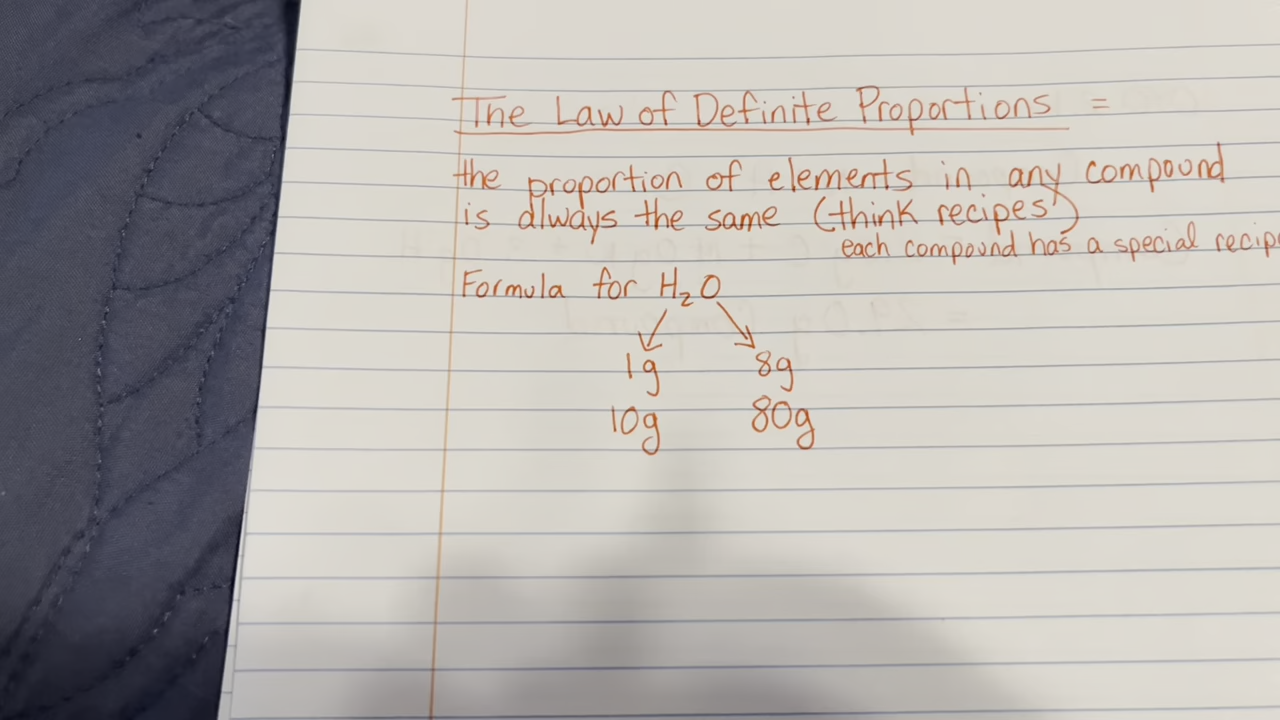 The Law of Definite Proportions =
the proportion of elements in any compound
is always the same (think recipes)
each compound has a special recip
Formula for H₂O
1g 8g
10g 80g